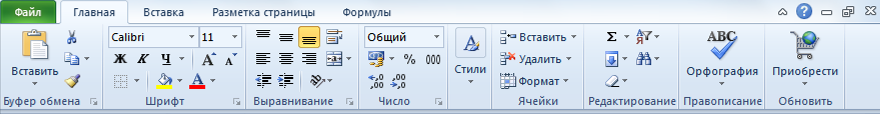 Файл Главная Вставка Разметка страницы Формулы
Calibri 11 Общий
Ж К Ч A A % 000
Вставить Стили
Вставить
Удалить
Формат
Σ АЯ
ABC
Орфография Приобрести
Буфер обмена Шрифт Выравнивание Число Ячейки Редактирование Правописание Обновить